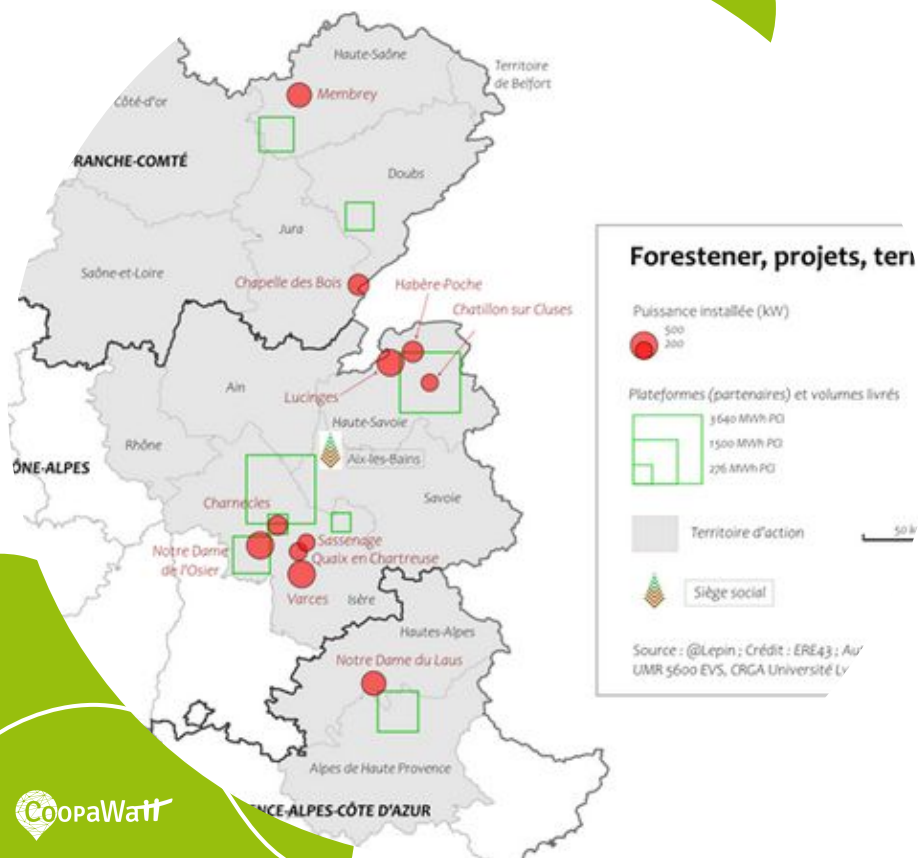 Haute-Saône
Territoire
de Belfort
Membrey
Côte-d'or
RANCHE-COMTÉ
Doubs
Jura
Saône-et-Loire
Chapelle des Bois
Habère-Poche
Chatillon sur Cluses
Ain
Lucinges
Haute-Savoie
Rhône
Aix-les-Bains
ÔNE-ALPES
Savoie
Charnècles
Sassenage
Notre Dame
de l'Osier
Quaix en Chartreuse
Varces
Isère
Hautes-Alpes
Notre Dame du Laus
Alpes de Haute Provence
NCE-ALPES-CÔTE D'AZUR
COOPAWATT
Forestener, projets, terr
Puissance installée (kW)
500
200
Plateformes (partenaires) et volumes livrés
3 640 MWh PCI
1 500 MWh PCI
276 MWh PCI
Territoire d'action
50 k
Siège social
Source : @Lepin ; Crédit : ERE43 ; Au
UMR 5600 EVS, CRGA Université Ly